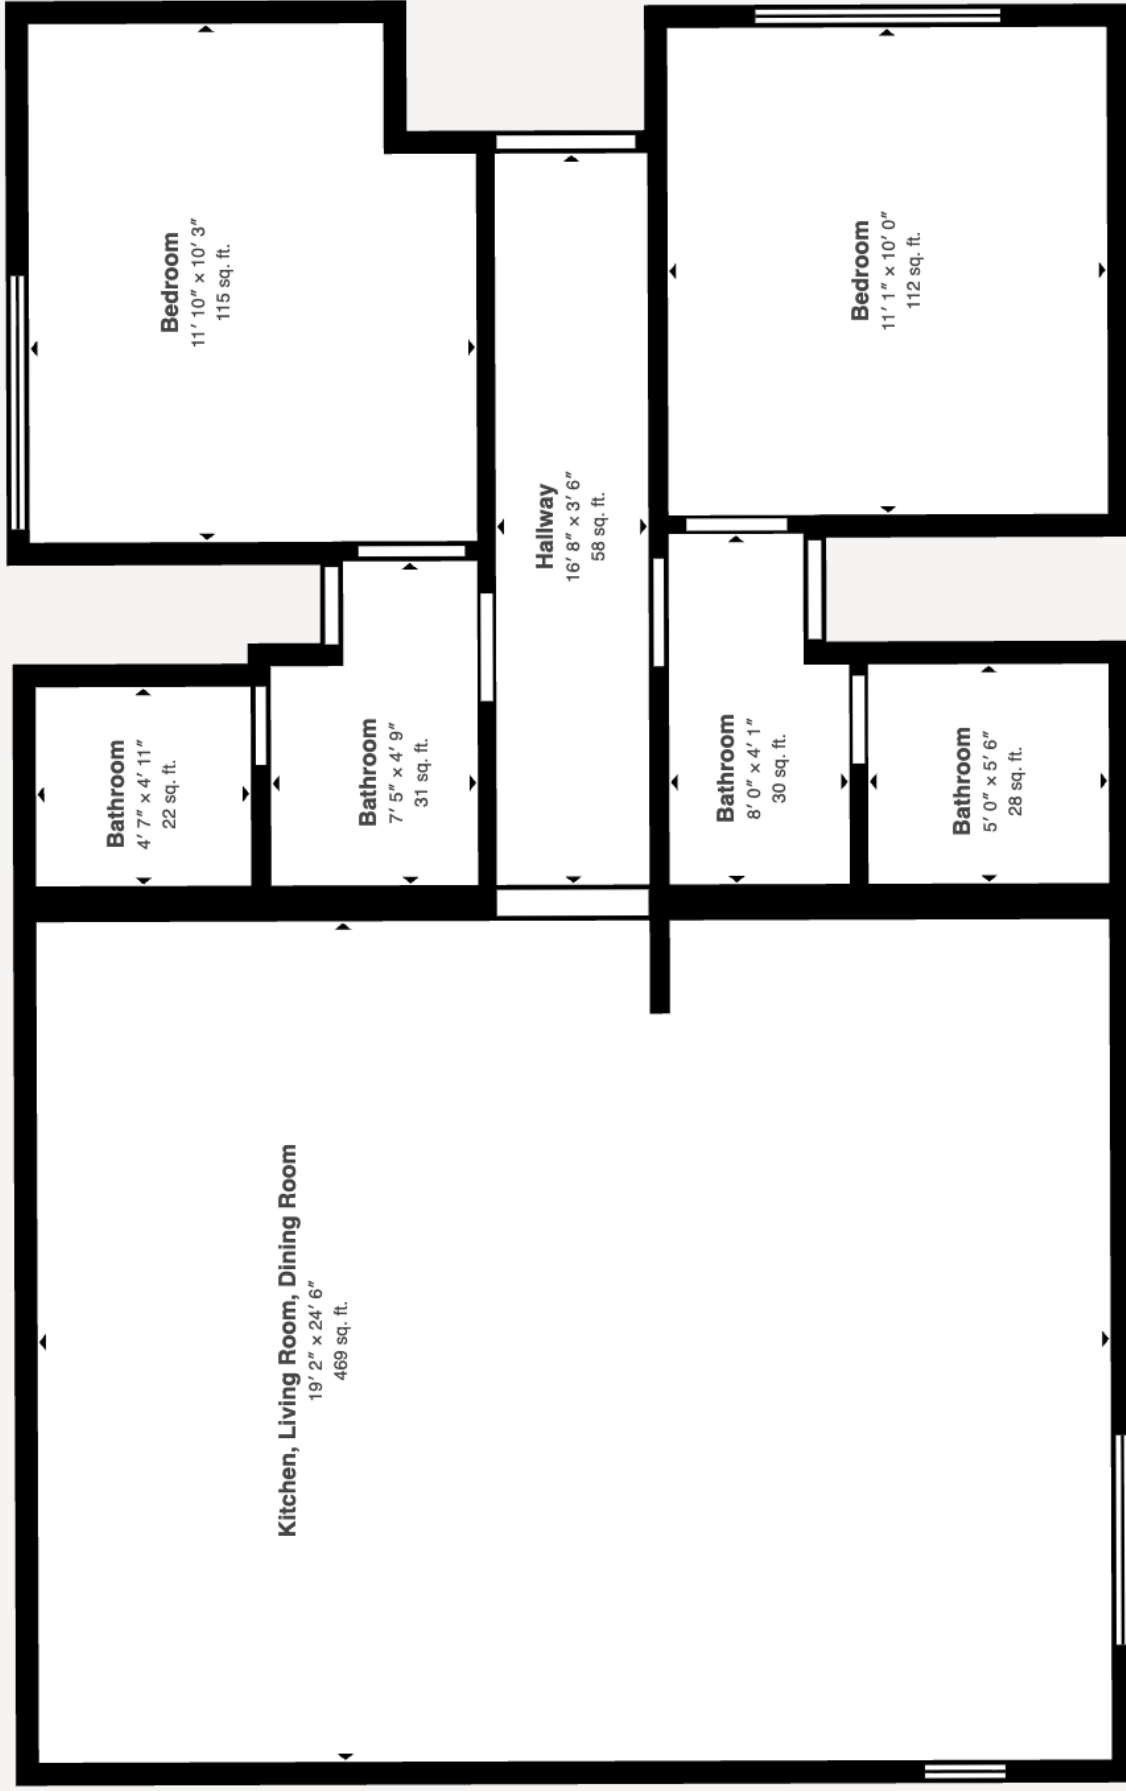 Bedroom
11′ 10″ × 10′ 3″
115 sq. ft.
Bedroom
11′ 1″ × 10′ 0″
112 sq. ft.
Hallway
16′ 8″ × 3′ 6″
58 sq. ft.
Bathroom
4′ 7″ × 4′ 11″
22 sq. ft.
Bathroom
7′ 5″ × 4′ 9″
31 sq. ft.
Bathroom
8′ 0″ × 4′ 1″
30 sq. ft.
Bathroom
5′ 0″ × 5′ 6″
28 sq. ft.
Kitchen, Living Room, Dining Room
19′ 2″ × 24′ 6″
469 sq. ft.